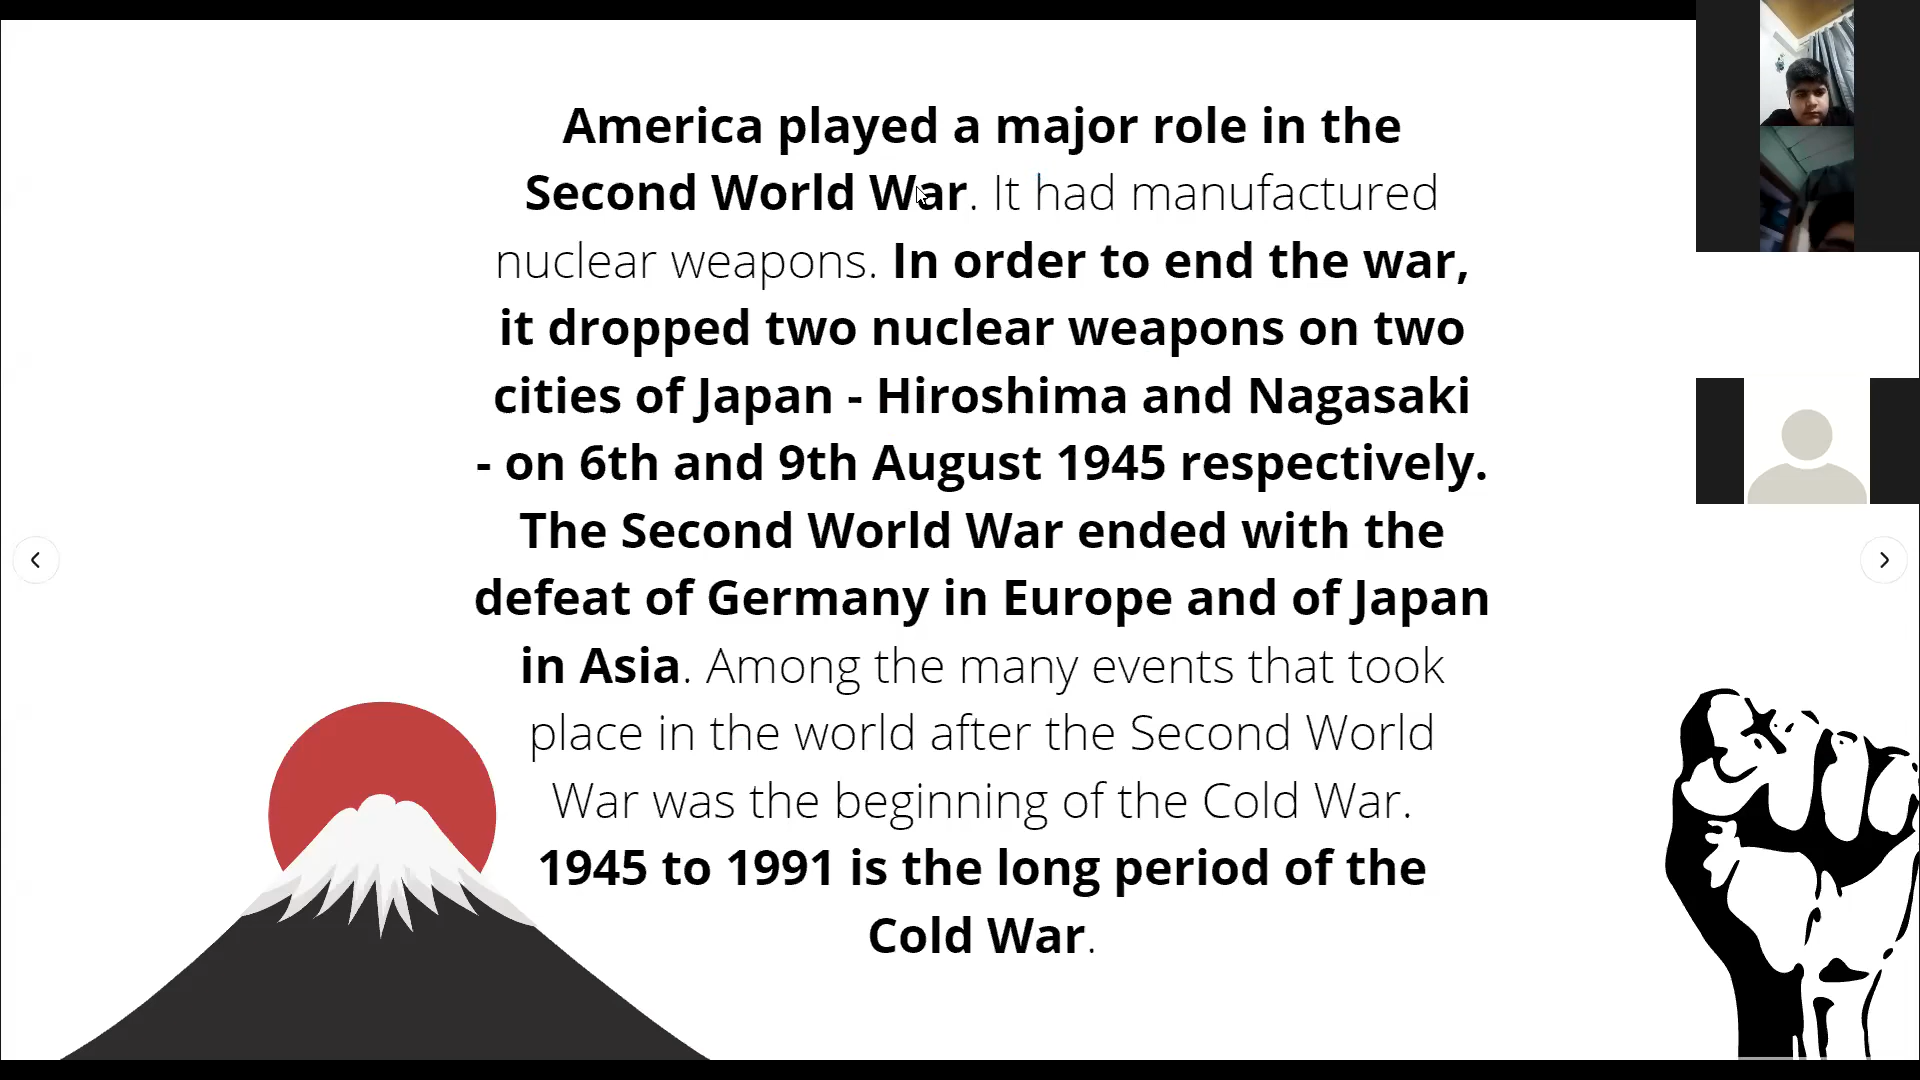 America played a major role in the
Second World War. It had manufactured
nuclear weapons. In order to end the war,
it dropped two nuclear weapons on two
cities of Japan - Hiroshima and Nagasaki
- on 6th and 9th August 1945 respectively.
The Second World War ended with the
defeat of Germany in Europe and of Japan
in Asia. Among the many events that took
place in the world after the Second World
War was the beginning of the Cold War.
1945 to 1991 is the long period of the
Cold War.